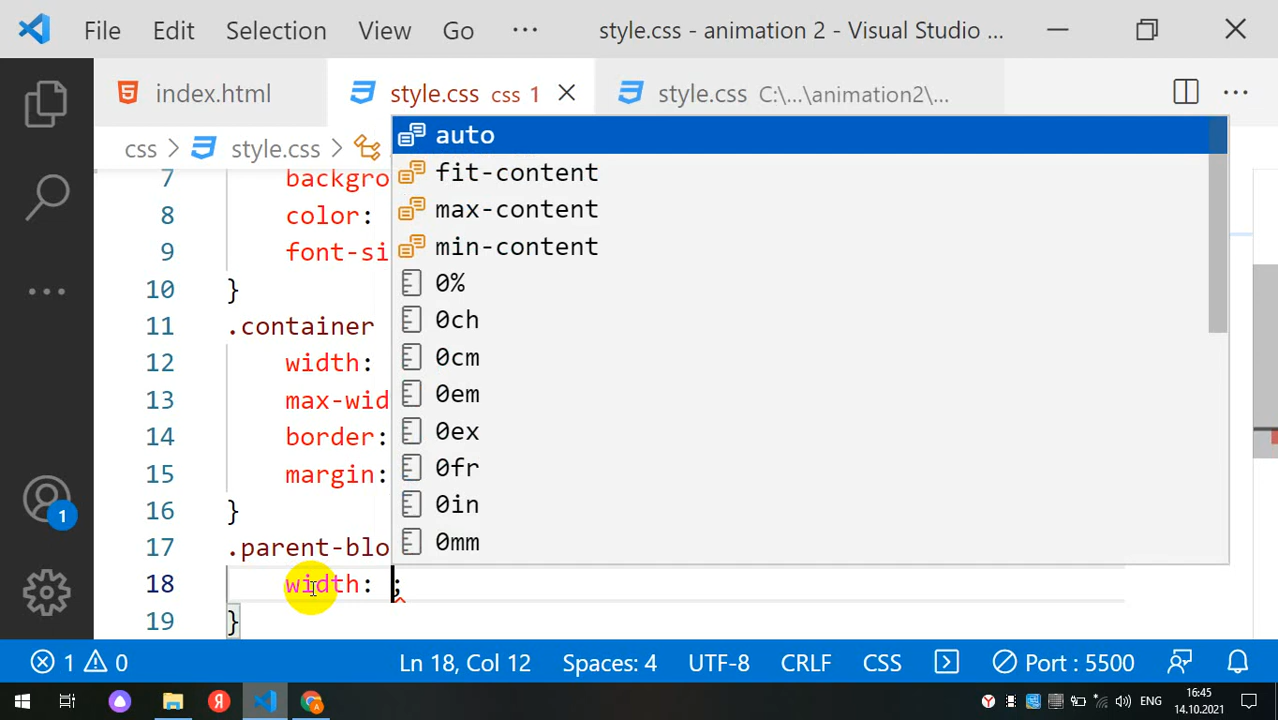 File Edit Selection View Go ··· style.css - animation 2 - Visual Studio ...
index.html style.css css 1 style.css C:\...\animation2\... ···
css > style.css >
auto
fit-content
max-content
min-content
0%
0ch
0cm
0em
0ex
0fr
0in
0mm
7 backgro
8 color:
9 font-si
10 }
11 .container
12 width:
13 max-wid
14 border:
15 margin:
16 }
17 .parent-blo
18 width: ;
19 }
1
1 0 Ln 18, Col 12 Spaces: 4 UTF-8 CRLF CSS Port : 5500
Я A Y ENG 16:45
14.10.2021